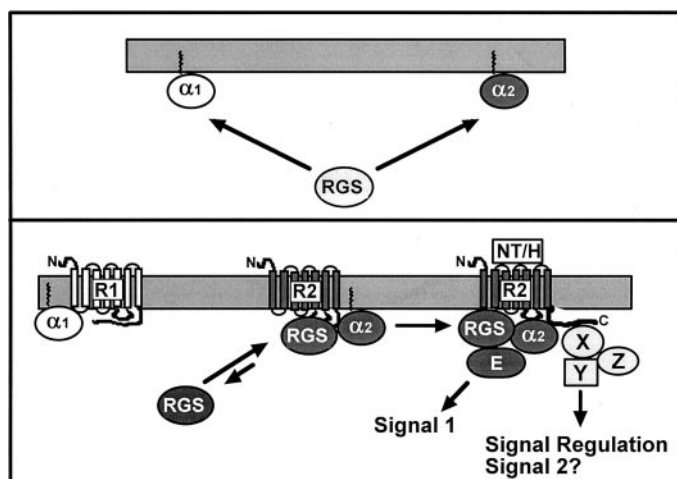 α1
α2
RGS
NT/H
N
N
N
R1
R2
R2
α1
RGS
α2
RGS
α2
C
X
E
Y
Z
RGS
Signal 1
Signal Regulation
Signal 2?